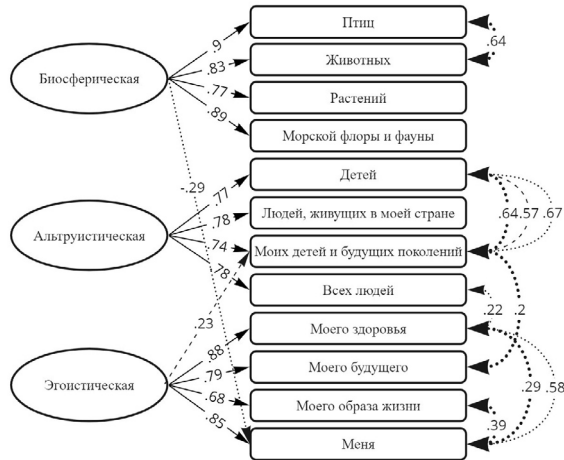 Птиц
.9
.64
Биосферическая
.83
Животных
.77
Растений
.89
Морской флоры и фауны
-.29
Детей
.77
Людей, живущих в моей стране
.64
.57
.67
Альтруистическая
.78
.74
Моих детей и будущих поколений
.78
Всех людей
.22
.2
.23
Моего здоровья
.88
Моего будущего
Эгоистическая
.79
.29
.58
.68
Моего образа жизни
.85
.39
Меня